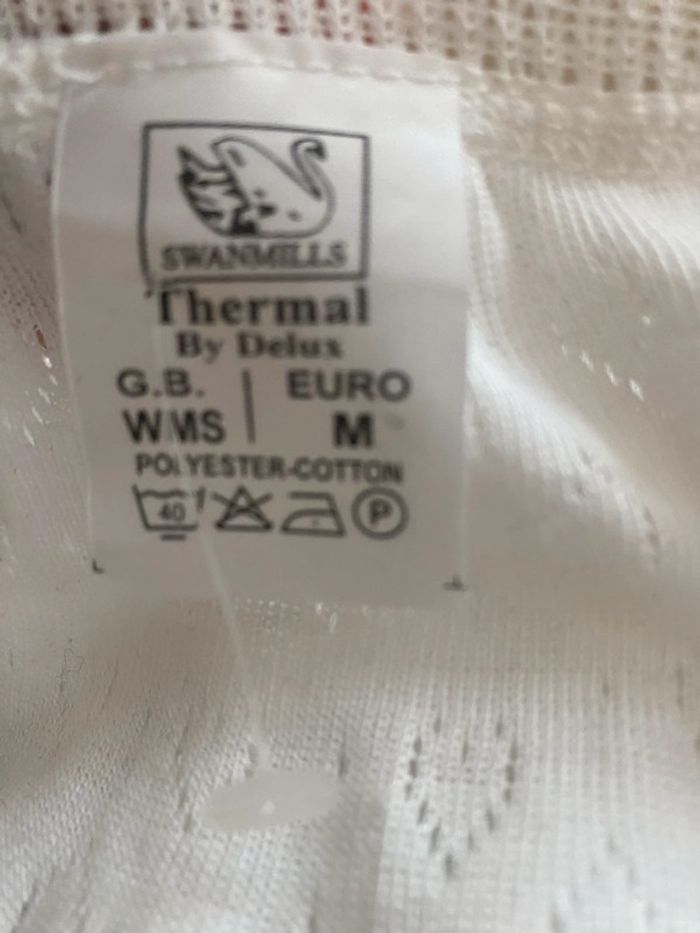 SWANMILLS
Thermal
By Delux
G.B. | EURO
WMS | M
POLYESTER-COTTON
40 P